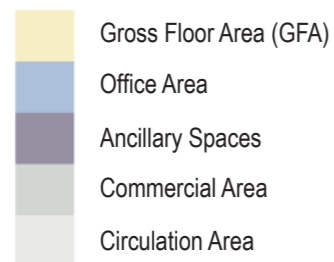 Gross Floor Area (GFA)
Office Area
Ancillary Spaces
Commercial Area
Circulation Area